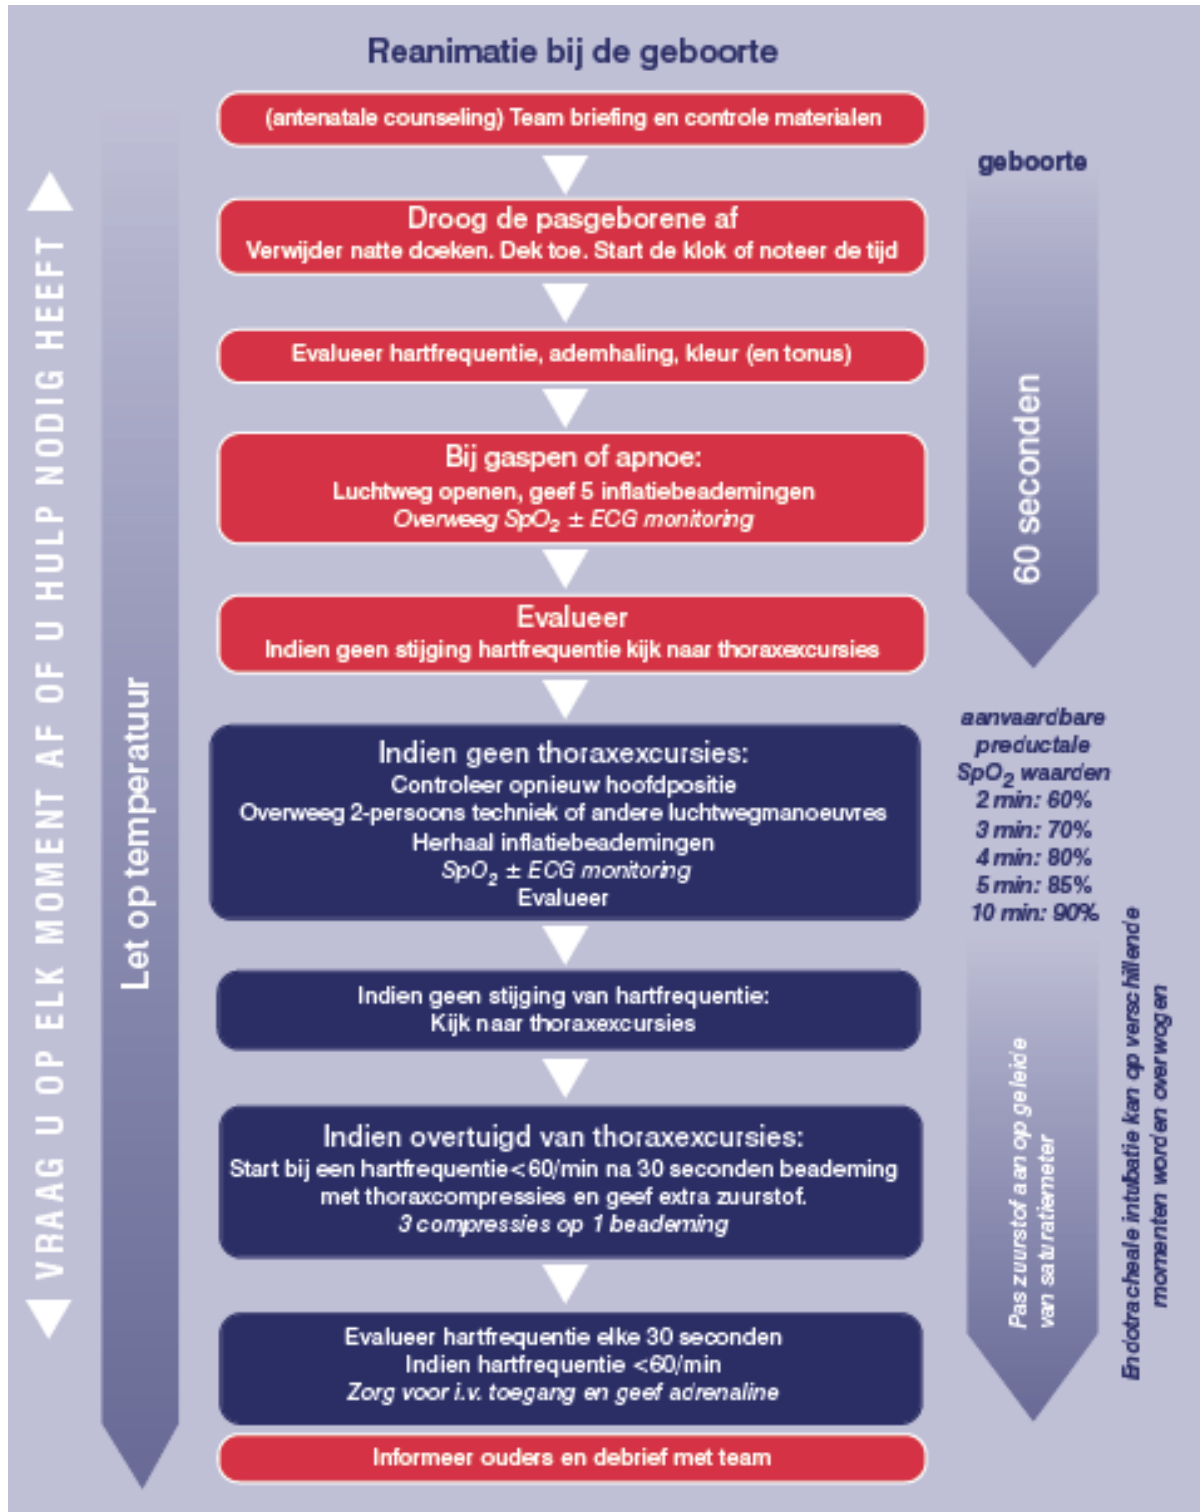 Reanimatie bij de geboorte
(antenatale counseling) Team briefing en controle materialen
Droog de pasgeborene af
Verwijder natte doeken. Dek toe. Start de klok of noteer de tijd
Evalueer hartfrequentie, ademhaling, kleur (en tonus)
Bij gaspen of apnoe:
Luchtweg openen, geef 5 inflatiebeademingen
Overweeg SpO₂ ± ECG monitoring
Evalueer
Indien geen stijging hartfrequentie kijk naar thoraxexcursies
Indien geen thoraxexcursies:
Controleer opnieuw hoofdpositie
Overweeg 2-persoons techniek of andere luchtwegmanoeuvres
Herhaal inflatiebeademingen
SpO₂ ± ECG monitoring
Evalueer
Indien geen stijging van hartfrequentie:
Kijk naar thoraxexcursies
Indien overtuigd van thoraxexcursies:
Start bij een hartfrequentie<60/min na 30 seconden beademing
met thoraxcompressies en geef extra zuurstof.
3 compressies op 1 beademing
Evalueer hartfrequentie elke 30 seconden
Indien hartfrequentie <60/min
Zorg voor i.v. toegang en geef adrenaline
Informeer ouders en debrief met team
VRAAG U OP ELK MOMENT AF OF U HULP NODIG HEEFT
Let op temperatuur
geboorte
60 seconden
aanvaardbare
preductale
SpO₂ waarden
2 min: 60%
3 min: 70%
4 min: 80%
5 min: 85%
10 min: 90%
Pas zuurstof aan op geleide
van saturatiemeter
Endotracheale intubatie kan op verschillende
momenten worden overwogen